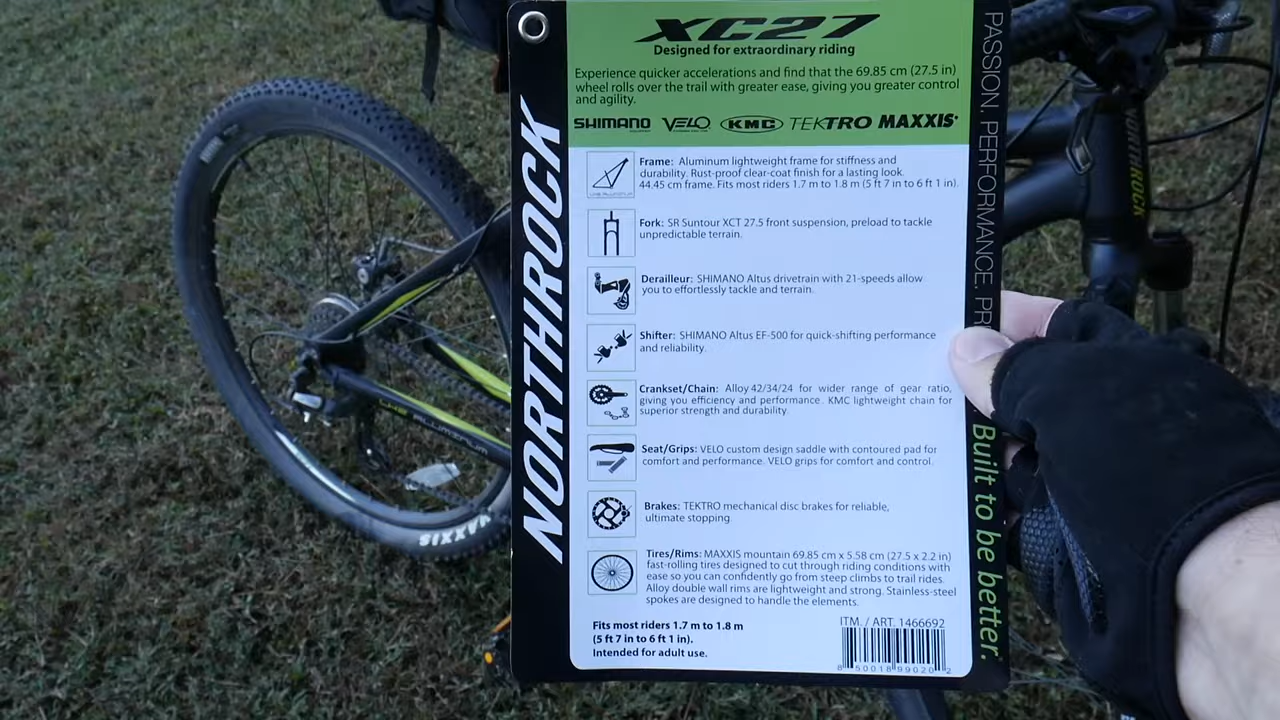 XC27
Designed for extraordinary riding
Experience quicker accelerations and find that the 69.85 cm (27.5 in)
wheel rolls over the trail with greater ease, giving you greater control
and agility.
SHIMANO VELO KMC TEKTRO MAXXIS
NORTHROCK
Frame: Aluminum lightweight frame for stiffness and
durability. Rust-proof clear-coat finish for a lasting look.
44.45 cm frame. Fits most riders 1.7 m to 1.8 m (5 ft 7 in to 6 ft 1 in).
Fork: SR Suntour XCT 27.5 front suspension, preload to tackle
unpredictable terrain.
Derailleur: SHIMANO Altus drivetrain with 21-speeds allow
you to effortlessly tackle and terrain.
Shifter: SHIMANO Altus EF-500 for quick-shifting performance
and reliability.
Crankset/Chain: Alloy 42/34/24 for wider range of gear ratio,
giving you efficiency and performance. KMC lightweight chain for
superior strength and durability.
Seat/Grips: VELO custom design saddle with contoured pad for
comfort and performance. VELO grips for comfort and control.
Brakes: TEKTRO mechanical disc brakes for reliable,
ultimate stopping.
Tires/Rims: MAXXIS mountain 69.85 cm x 5.58 cm (27.5 x 2.2 in)
fast-rolling tires designed to cut through riding conditions with
ease so you can confidently go from steep climbs to trail rides.
Alloy double wall rims are lightweight and strong. Stainless-steel
spokes are designed to handle the elements.
Fits most riders 1.7 m to 1.8 m
(5 ft 7 in to 6 ft 1 in).
Intended for adult use.
ITM. / ART. 1466692
8 50018 99020 2
PASSION. PERFORMANCE. PR
Built to be better.
NORTHROCK
ALUMINUM
MAXXIS